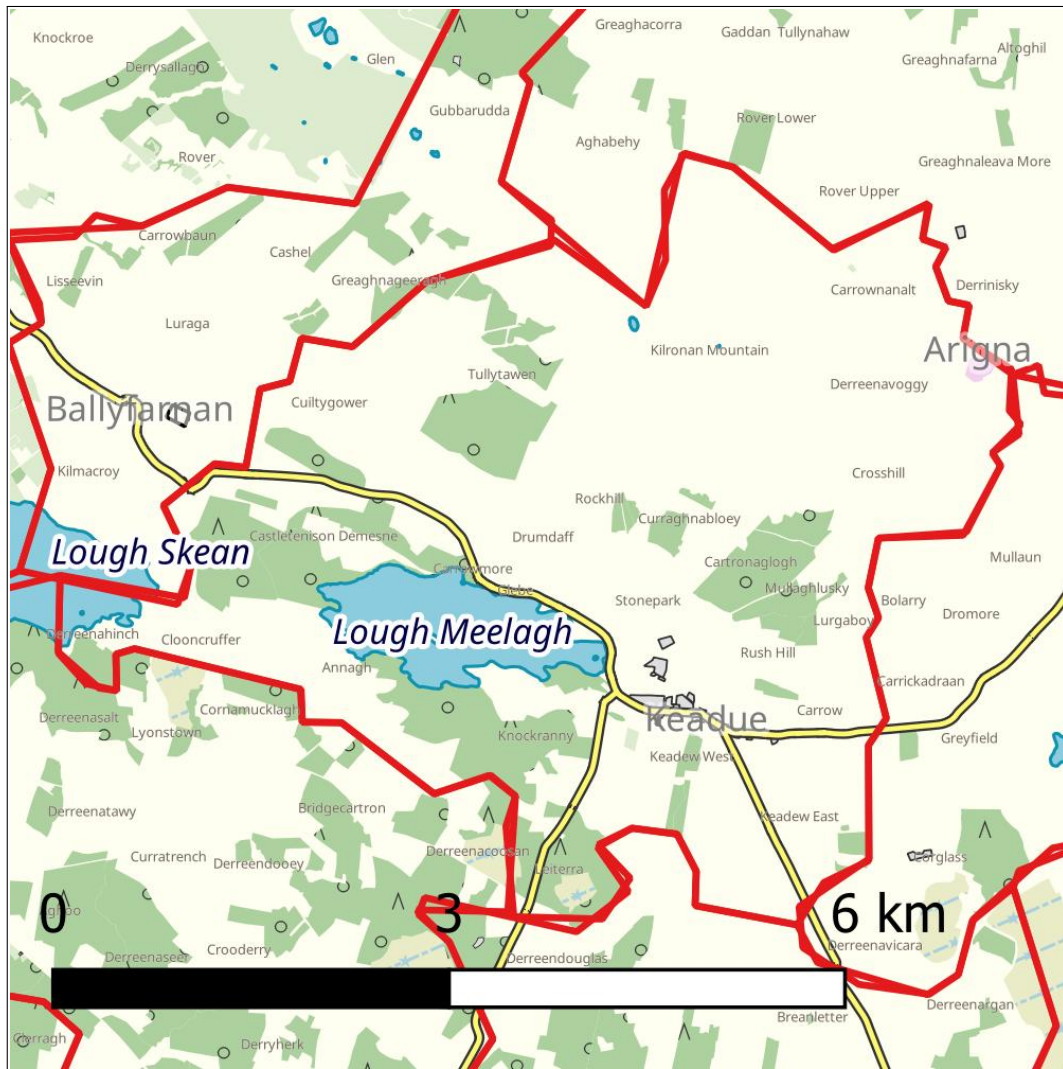 Greaghacorra
Gaddan Tullynahaw
Knockroe
Altoghil
Glen
Greaghnafarna
Derrysallagh
Gubbarudda
Rover Lower
Aghabehy
Rover
Greaghnaleava More
Rover Upper
Carrowbaun
Cashel
Lisseevin
Greaghnageeragh
Derrinisky
Carrownanalt
Luraga
Arigna
Kilronan Mountain
Tullytawen
Derreenavoggy
Cuiltygower
Ballyfarnan
Kilmacroy
Crosshill
Rockhill
Curraghnabloey
Castletenison Demesne
Drumdaff
Lough Skean
Mullaun
Cartronaglogh
Carrowmore
Glebe
Mullaghlusky
Stonepark
Bolarry
Dromore
Lurgaboy
Derreenahinch
Clooncruffer
Lough Meelagh
Rush Hill
Annagh
Carrickadraan
Cornamucklagh
Carrow
Derreenasalt
Keadue
Lyonstown
Knockranny
Greyfield
Keadew West
Bridgecartron
Derreenatawy
Keadew East
Derreenacoosan
Curratrench
Derreendooey
Leiterra
Corglass
Aghoo
0
3
6 km
Crooderry
Derreenavicara
Derreenaseer
Derreendouglas
Derreenargan
Breanletter
Clerragh
Derryherk